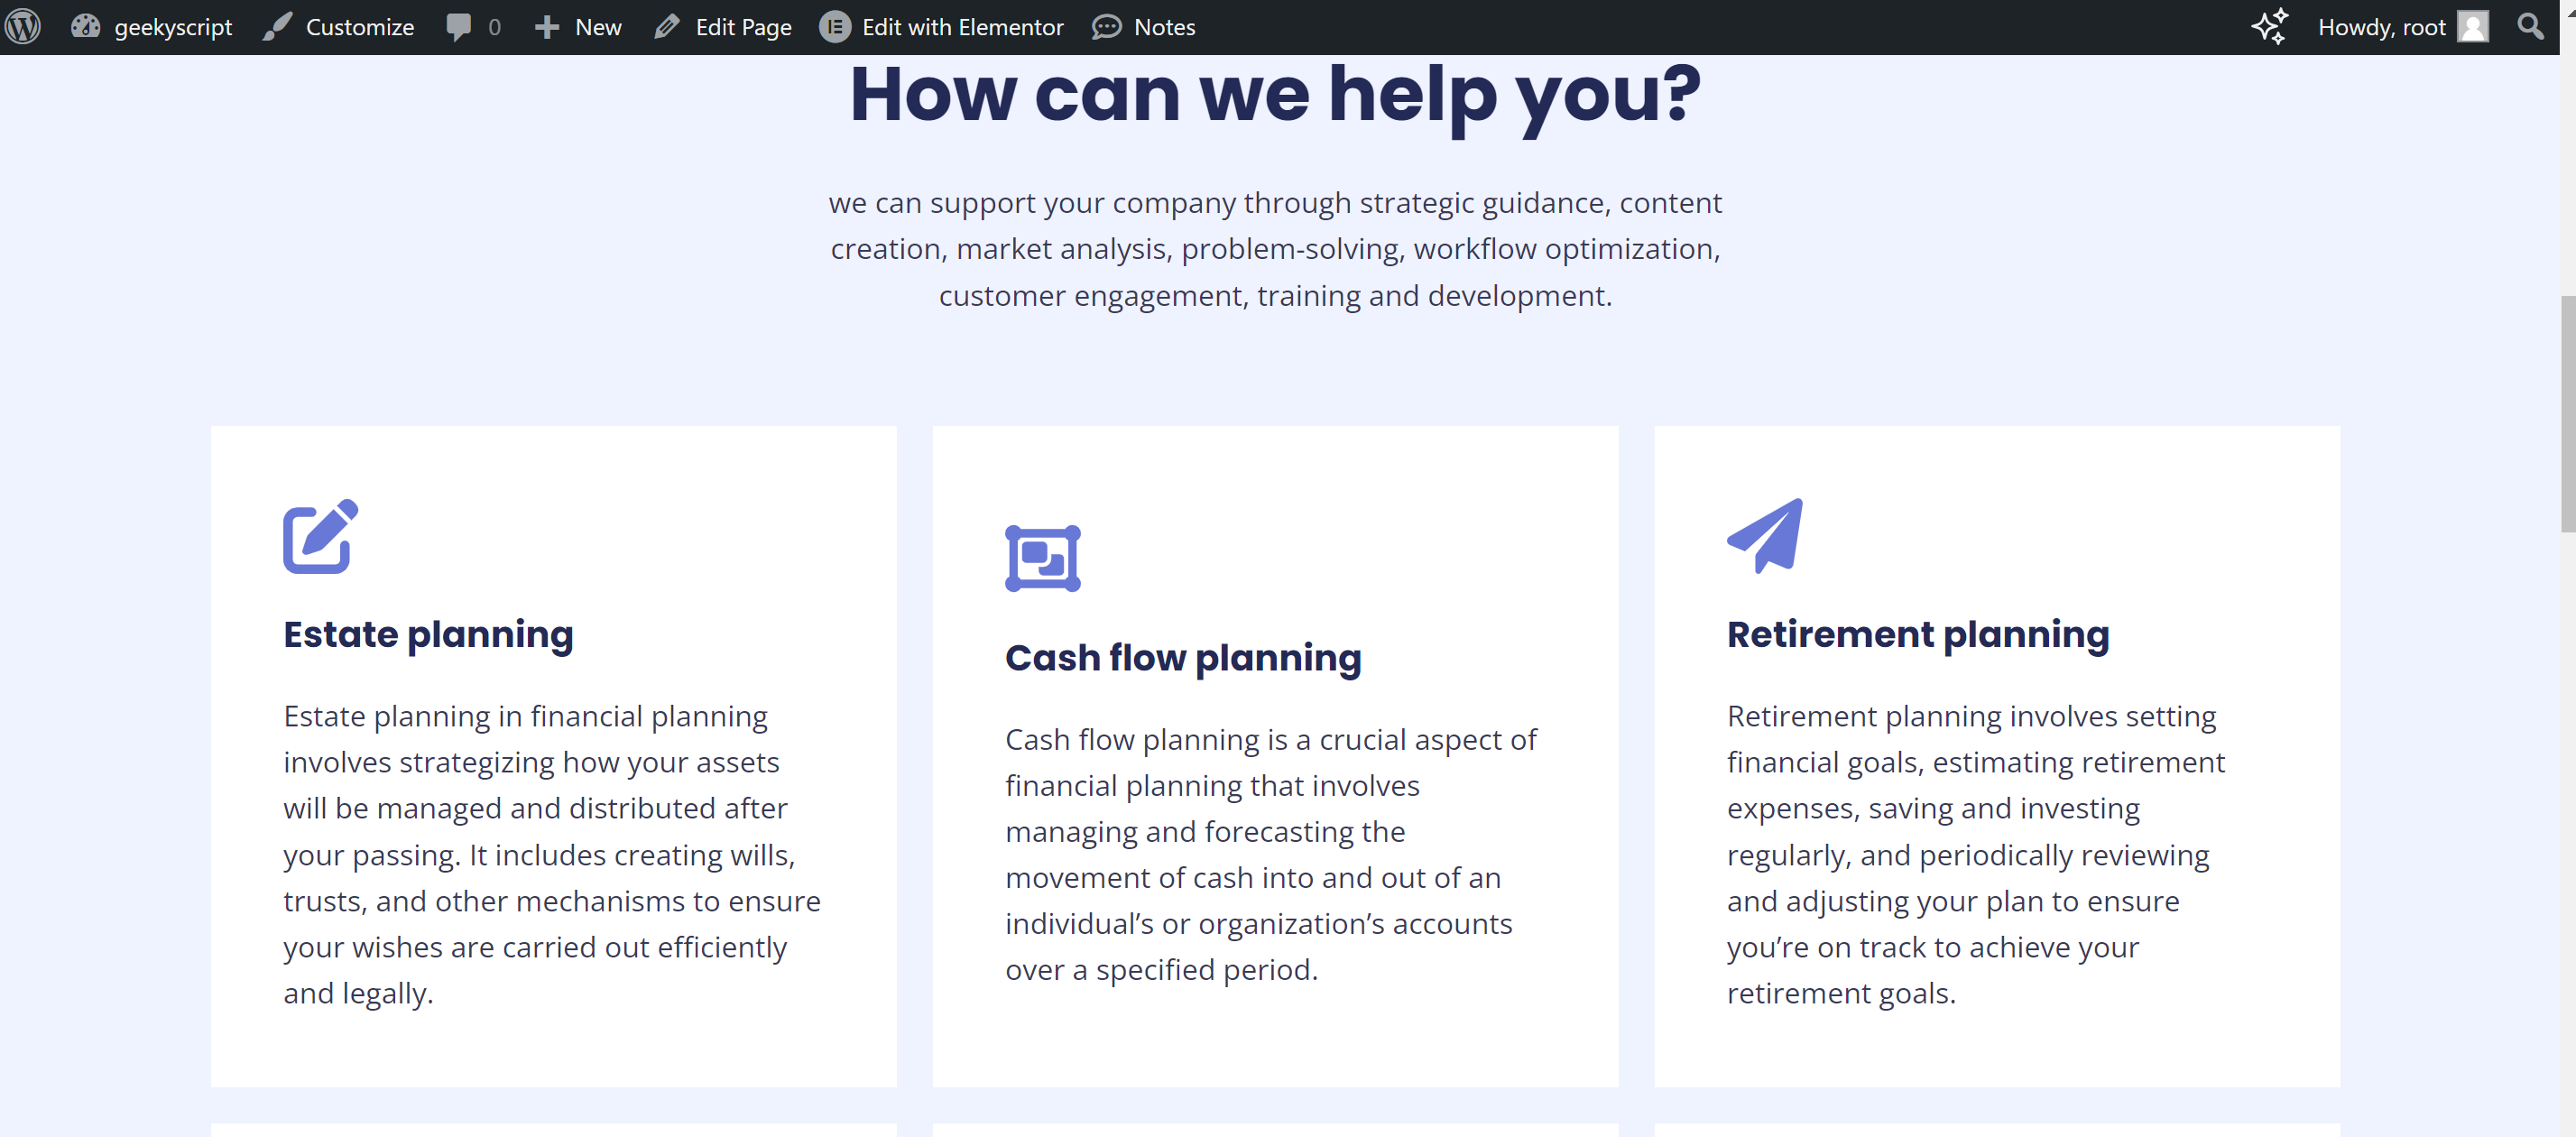 geekyscript Customize 0 New Edit Page Edit with Elementor Notes Howdy, root
How can we help you?
we can support your company through strategic guidance, content
creation, market analysis, problem-solving, workflow optimization,
customer engagement, training and development.
Estate planning
Estate planning in financial planning
involves strategizing how your assets
will be managed and distributed after
your passing. It includes creating wills,
trusts, and other mechanisms to ensure
your wishes are carried out efficiently
and legally.
Cash flow planning
Cash flow planning is a crucial aspect of
financial planning that involves
managing and forecasting the
movement of cash into and out of an
individual’s or organization’s accounts
over a specified period.
Retirement planning
Retirement planning involves setting
financial goals, estimating retirement
expenses, saving and investing
regularly, and periodically reviewing
and adjusting your plan to ensure
you’re on track to achieve your
retirement goals.